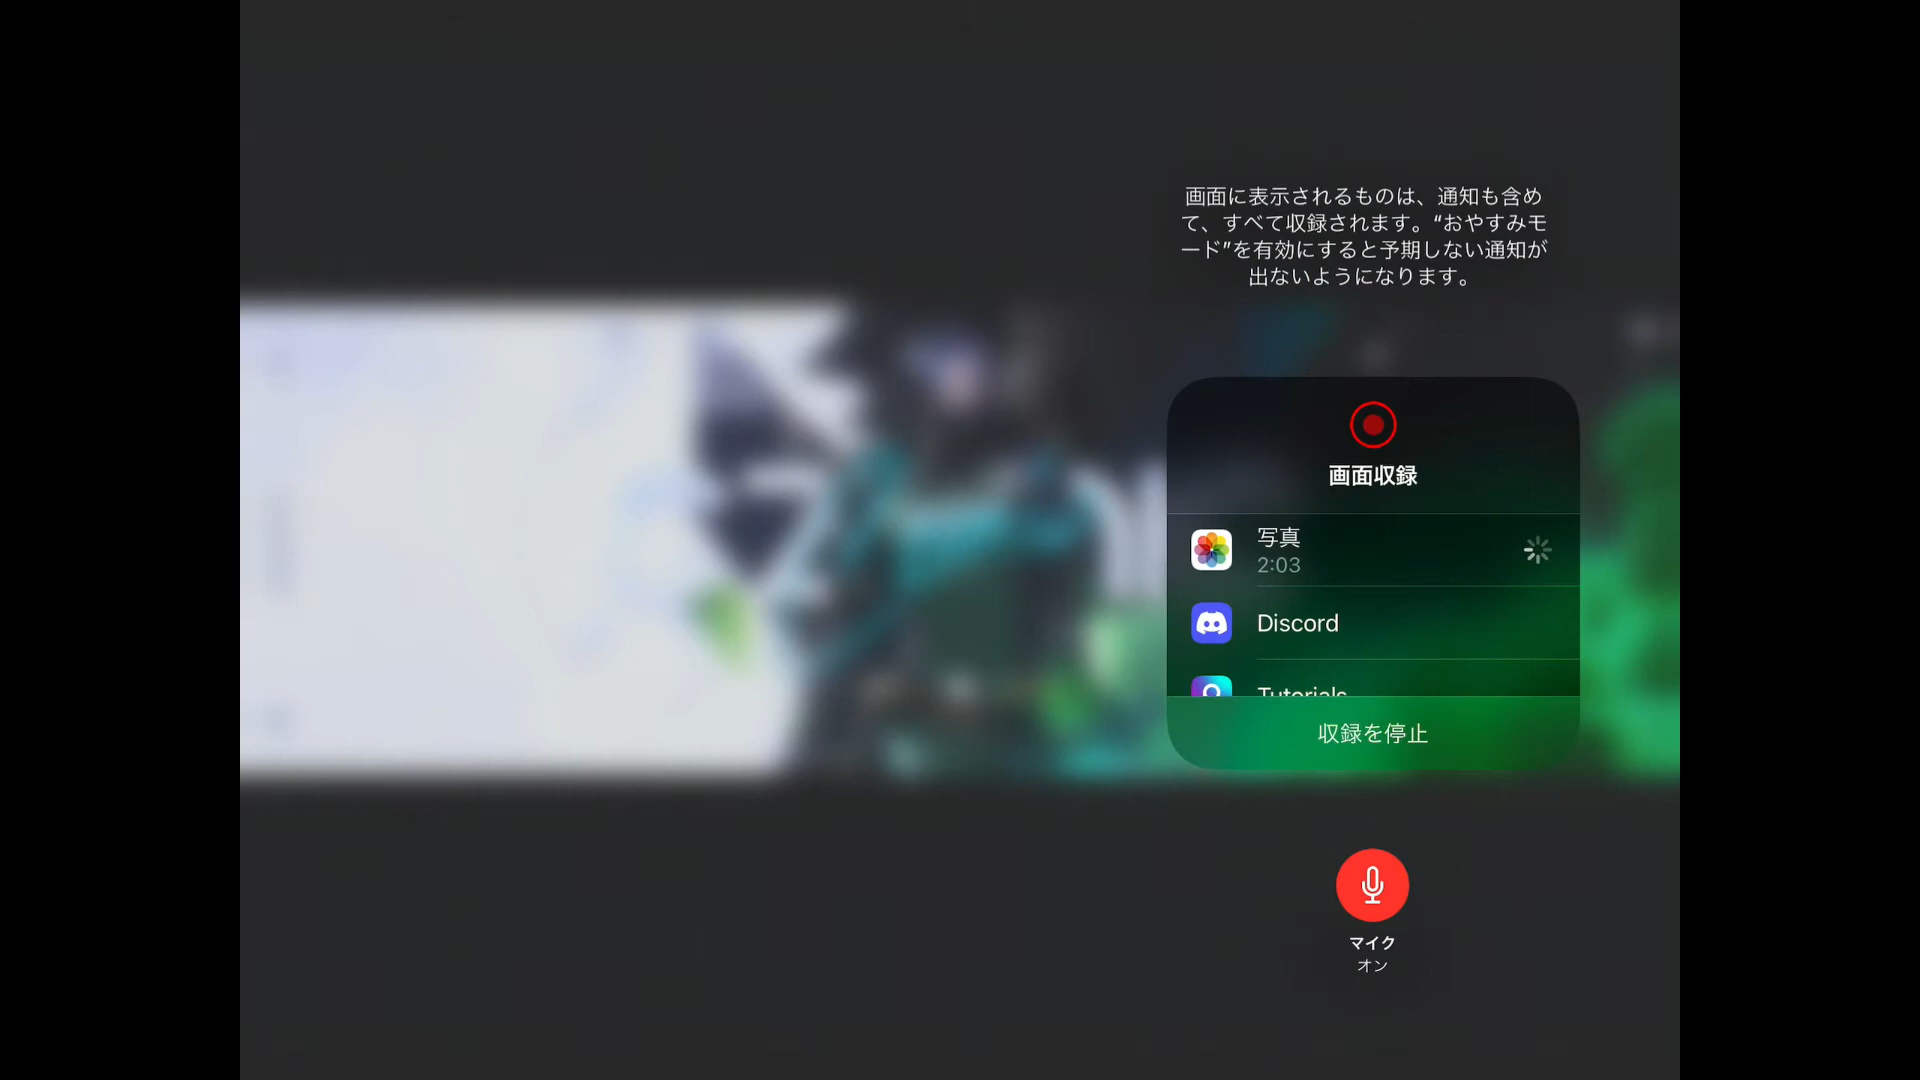 画面に表示されるものは、通知も含め
て、すべて収録されます。“おやすみモ
ード”を有効にすると予期しない通知が
出ないようになります。
画面収録
写真
2:03
Discord
Tutorials
収録を停止
マイク
オン